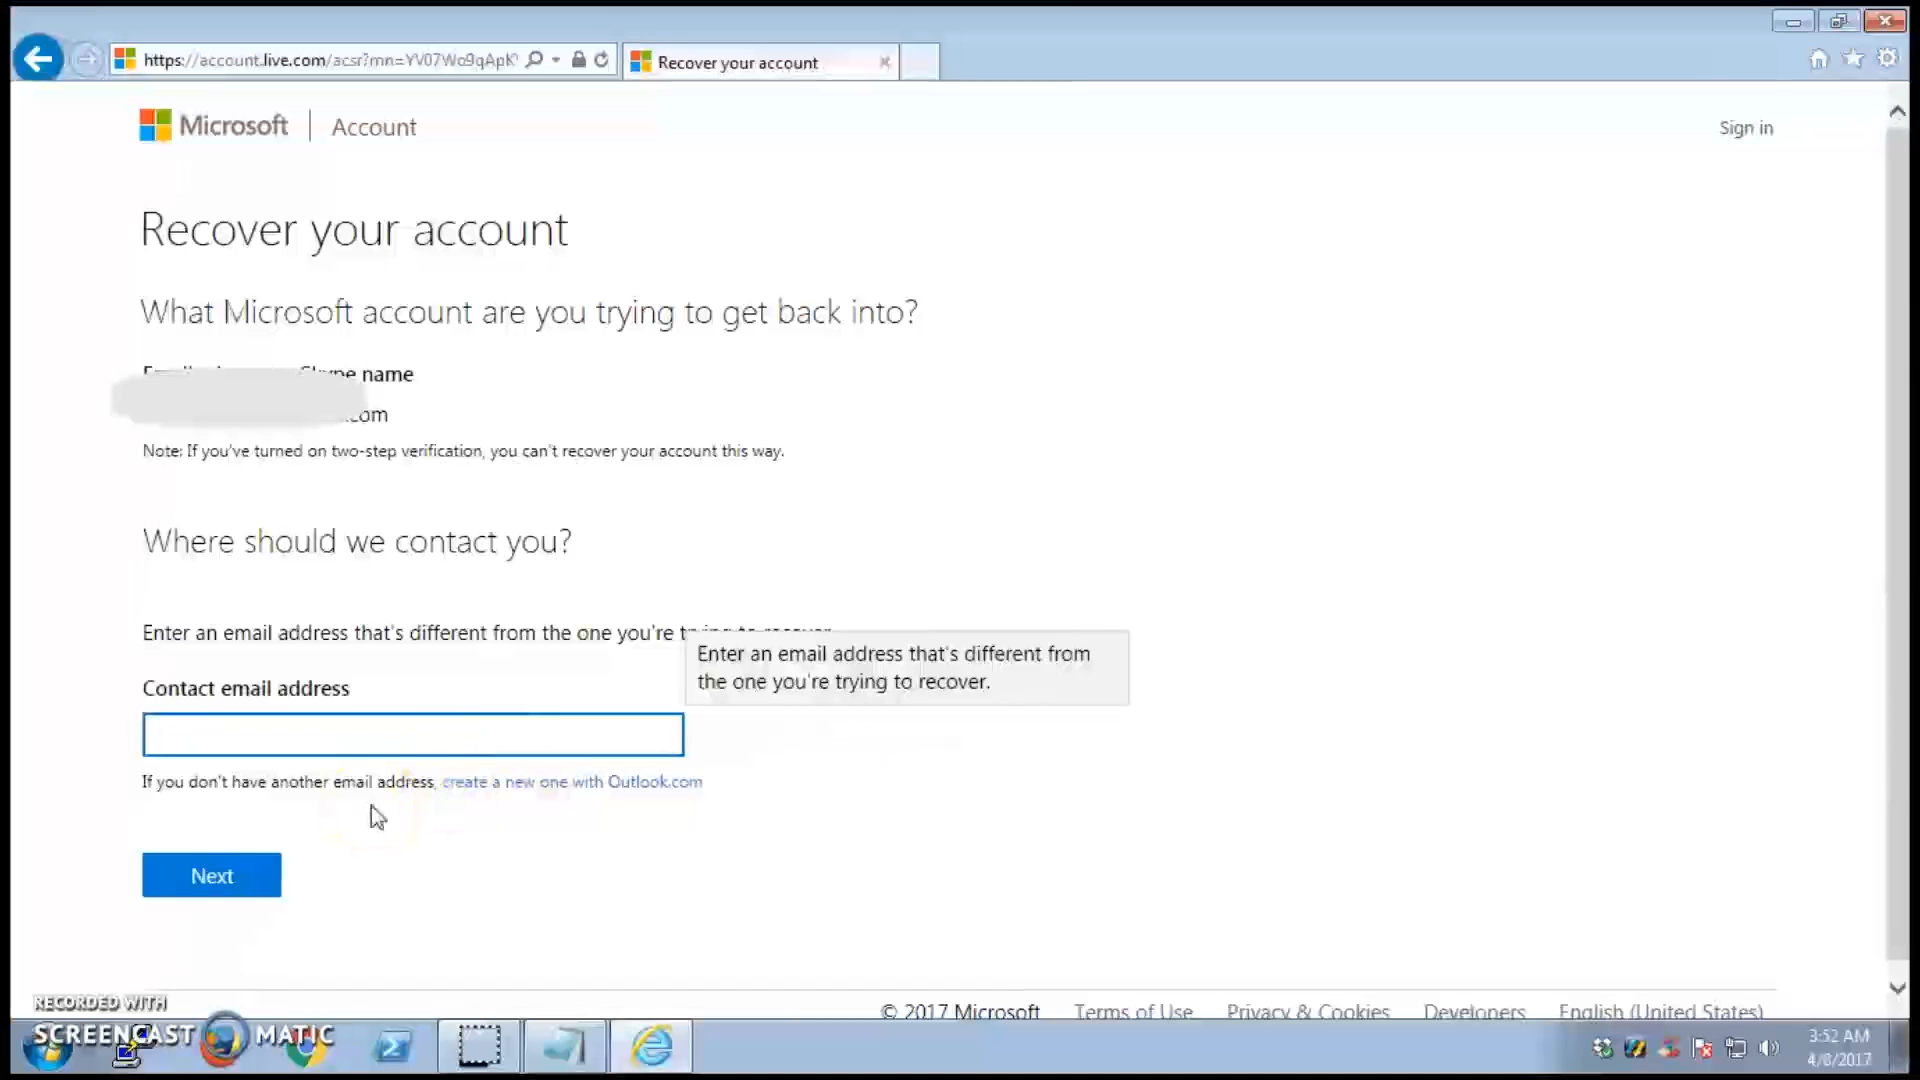 https://account.live.com/acsr?mn=YV07Wo9qApK
Recover your account
Microsoft | Account
Sign in
Recover your account
What Microsoft account are you trying to get back into?
name
.com
Note: If you've turned on two-step verification, you can't recover your account this way.
Where should we contact you?
Enter an email address that's different from the one you're
Enter an email address that's different from
the one you're trying to recover.
Contact email address
If you don't have another email address, create a new one with Outlook.com
Next
RECORDED WITH
SCREENCAST MATIC
© 2017 Microsoft Terms of Use Privacy & Cookies Developers English (United States)
3:52 AM
4/8/2017